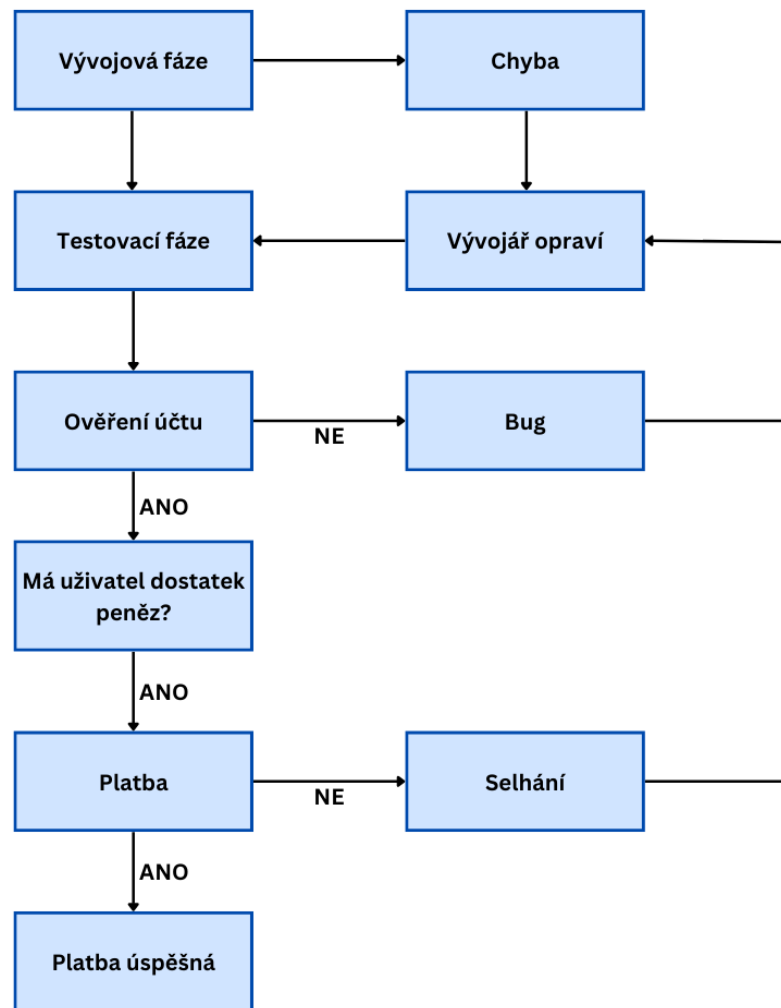 Vývojová fáze
Chyba
Testovací fáze
Vývojář opraví
Ověření účtu
NE
Bug
ANO
Má uživatel dostatek
peněz?
ANO
Platba
NE
Selhání
ANO
Platba úspěšná